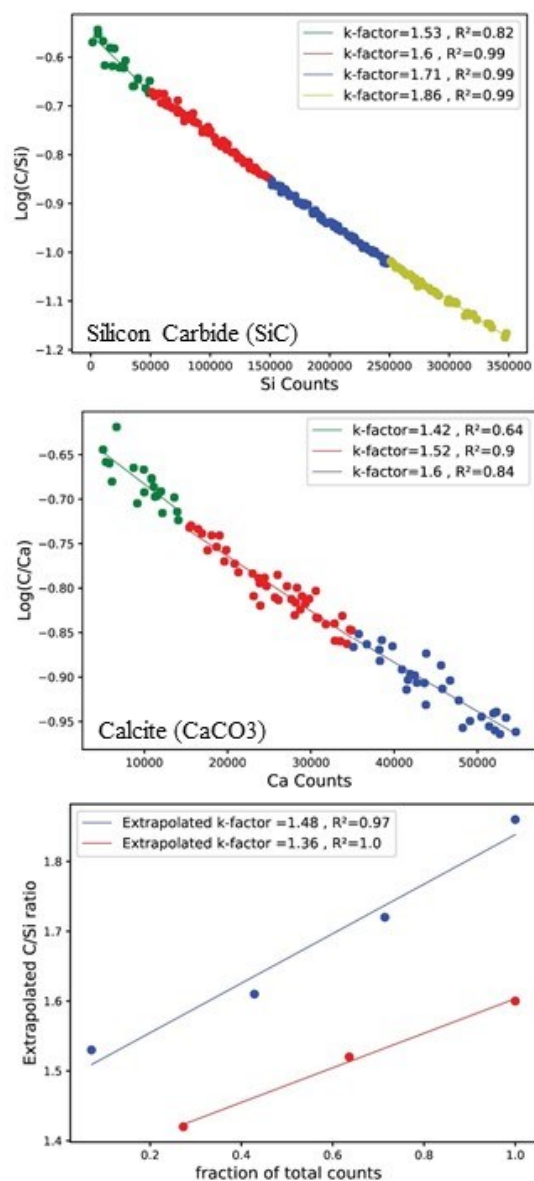 k-factor=1.53 , R²=0.82
k-factor=1.6 , R²=0.99
k-factor=1.71 , R²=0.99
k-factor=1.86 , R²=0.99
Log(C/Si)
−0.6
−0.7
−0.8
−0.9
−1.0
−1.1
−1.2
Silicon Carbide (SiC)
0 50000 100000 150000 200000 250000 300000 350000
Si Counts
k-factor=1.42 , R²=0.64
k-factor=1.52 , R²=0.9
k-factor=1.6 , R²=0.84
Log(C/Ca)
−0.65
−0.70
−0.75
−0.80
−0.85
−0.90
−0.95
Calcite (CaCO3)
10000 20000 30000 40000 50000
Ca Counts
Extrapolated k-factor =1.48 , R²=0.97
Extrapolated k-factor =1.36 , R²=1.0
Extrapolated C/Si ratio
1.8
1.7
1.6
1.5
1.4
0.2 0.4 0.6 0.8 1.0
fraction of total counts